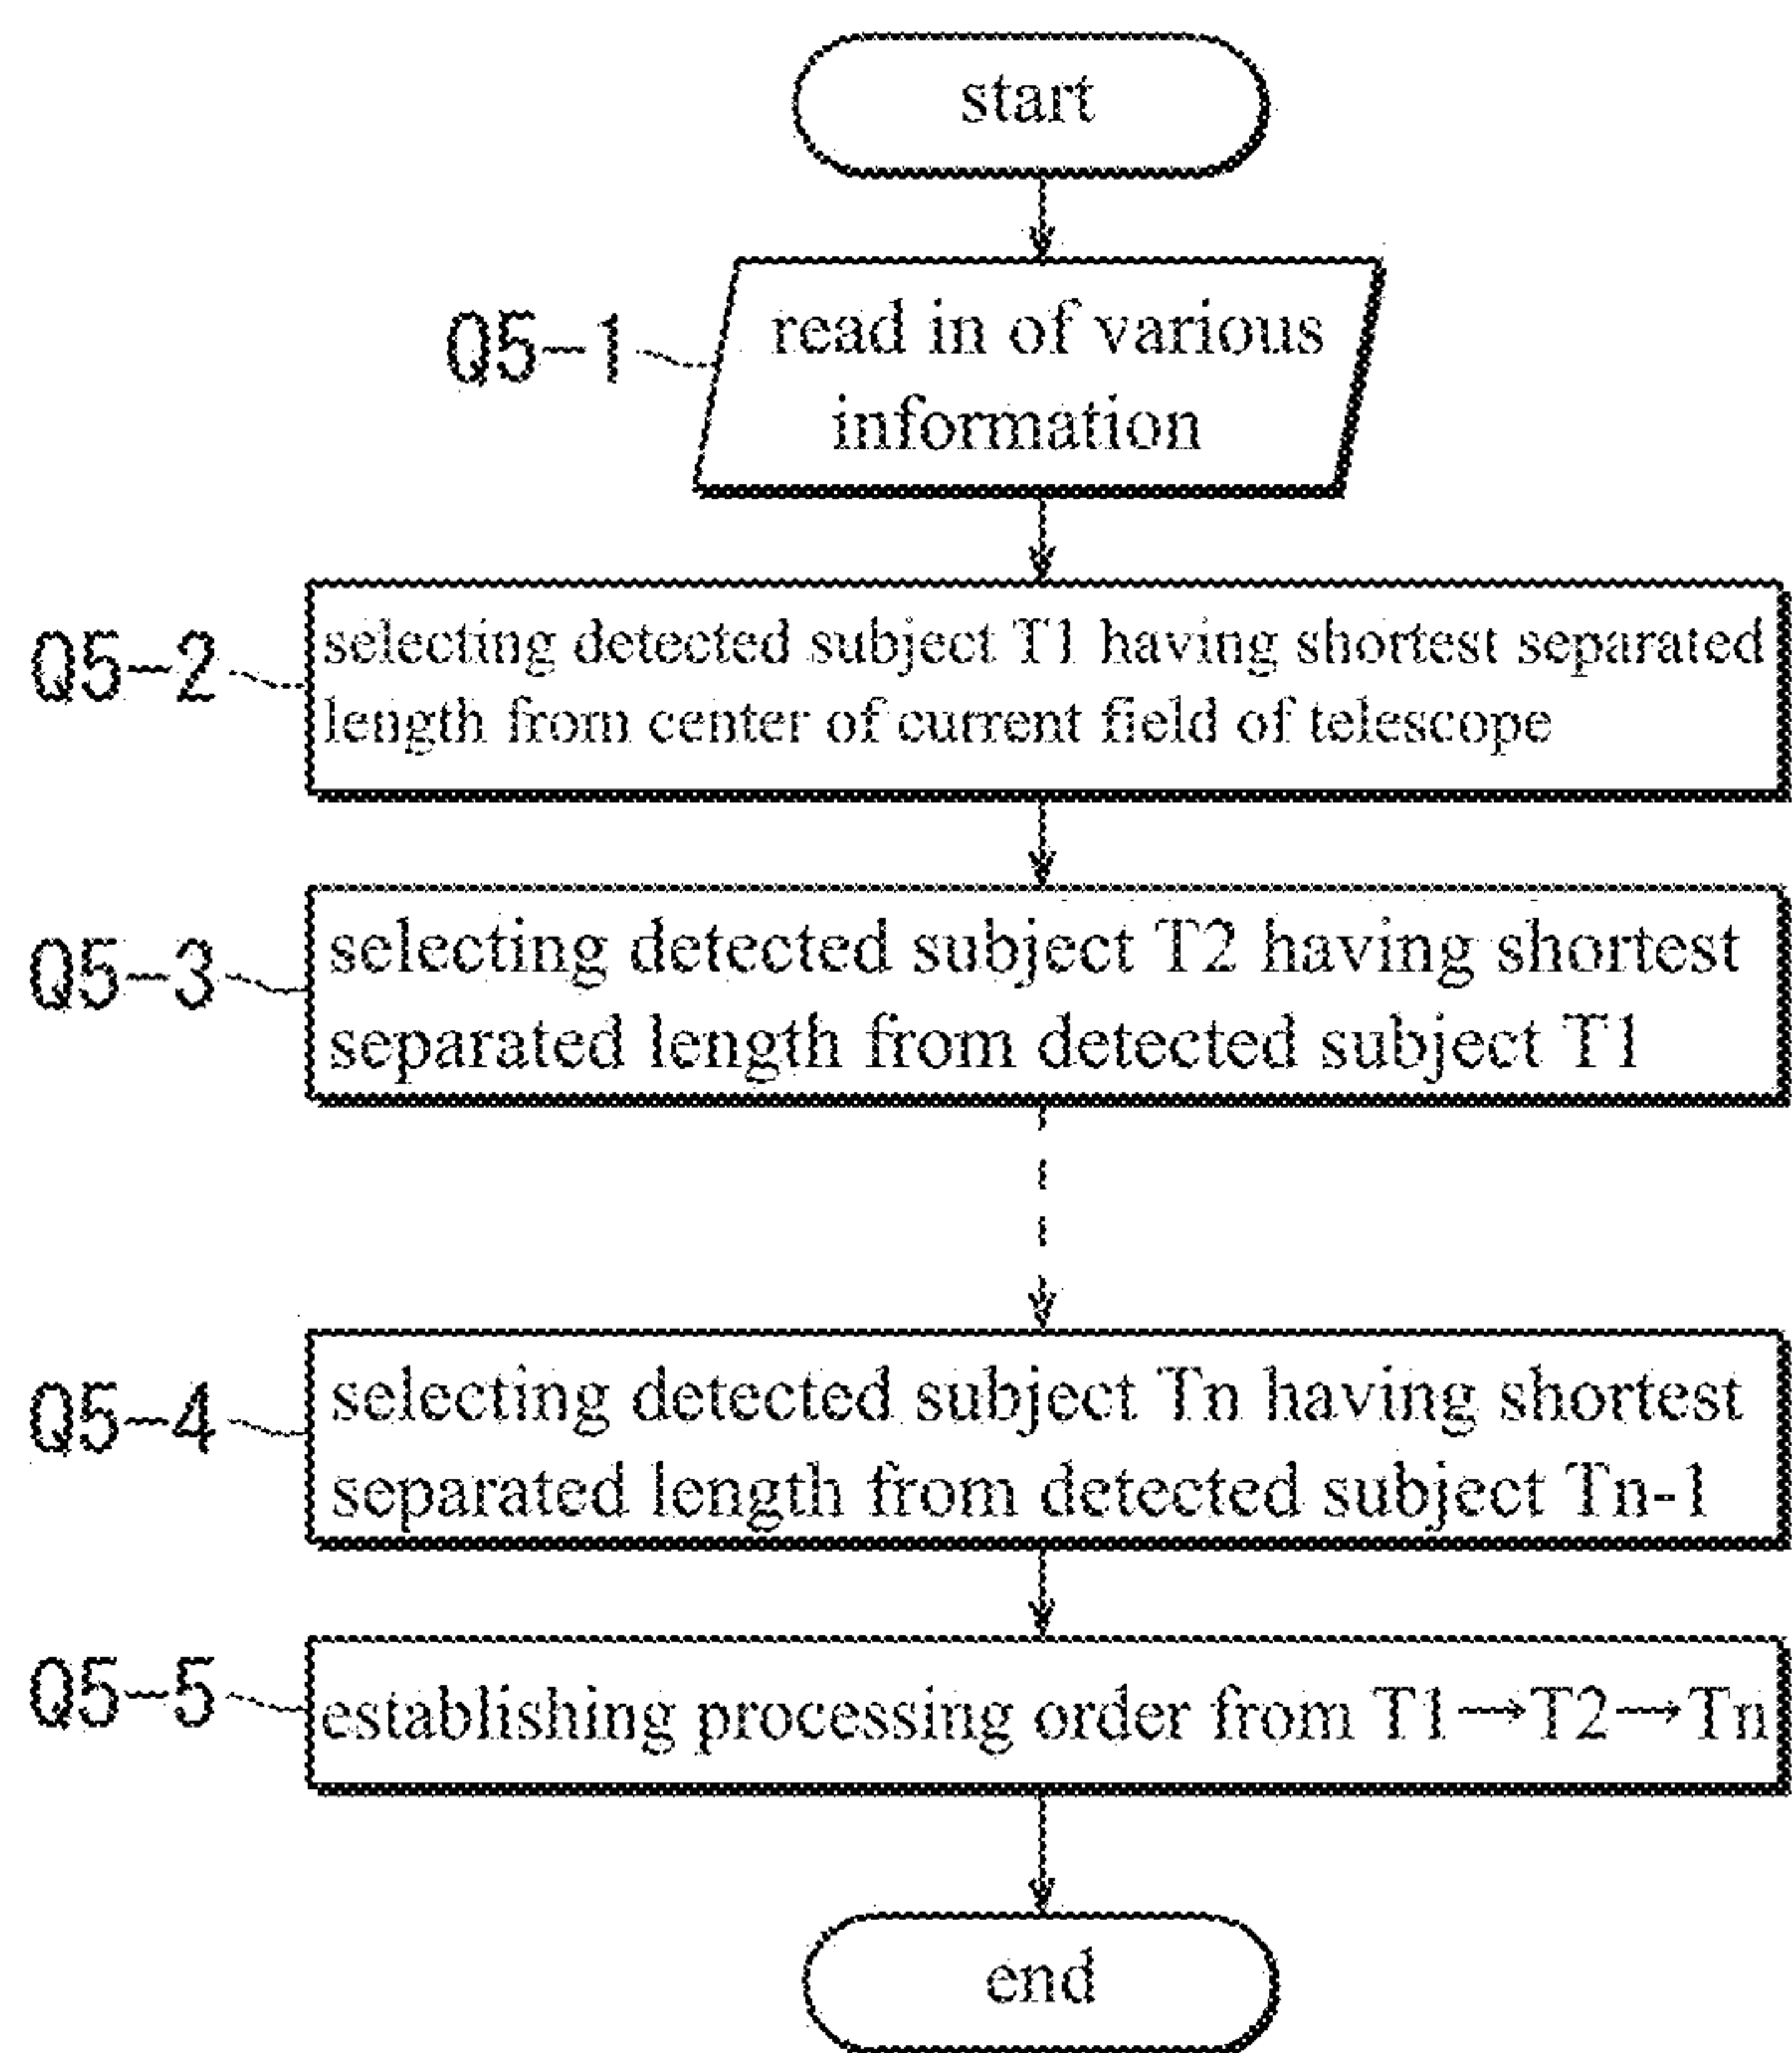 start
Q5-1
read in of various
information
Q5-2
selecting detected subject T1 having shortest separated
length from center of current field of telescope
Q5-3
selecting detected subject T2 having shortest
separated length from detected subject T1
Q5-4
selecting detected subject Tn having shortest
separated length from detected subject Tn-1
Q5-5
establishing processing order from T1→T2→Tn
end